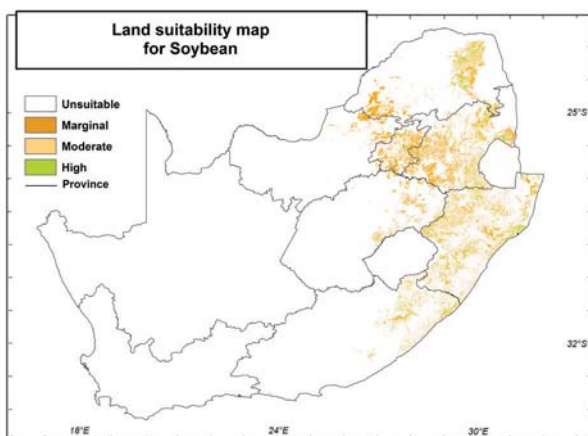 Land suitability map
for Soybean
Unsuitable
Marginal
Moderate
High
Province
25°S
32°S
18°E
24°E
30°E